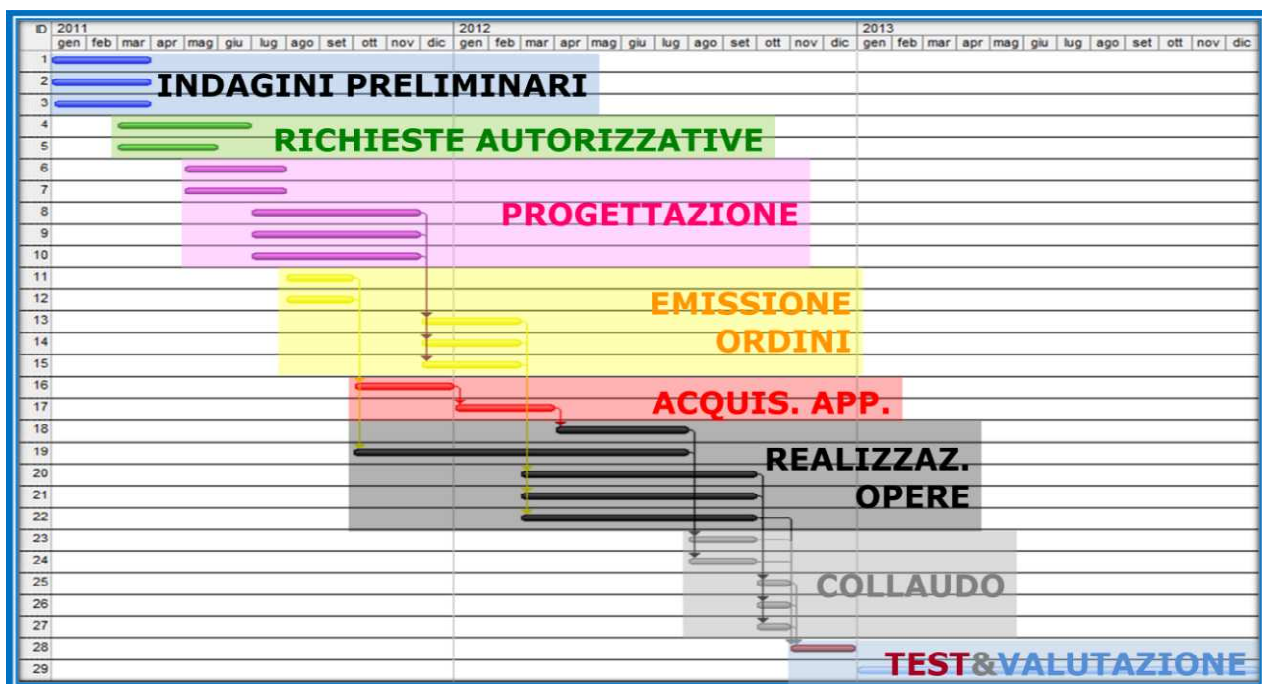 ID 2011 2012 2013
gen feb mar apr mag giu lug ago set ott nov dic gen feb mar apr mag giu lug ago set ott nov dic gen feb mar apr mag giu lug ago set ott nov dic
1
2 INDAGINI PRELIMINARI
3
4
5 RICHIESTE AUTORIZZATIVE
6
7
8 PROGETTAZIONE
9
10
11
12 EMISSIONE
13
14 ORDINI
15
16
17 ACQUIS. APP.
18
19
20 REALIZZAZ.
21 OPERE
22
23
24
25 COLLAUDO
26
27
28
29 TEST&VALUTAZIONE